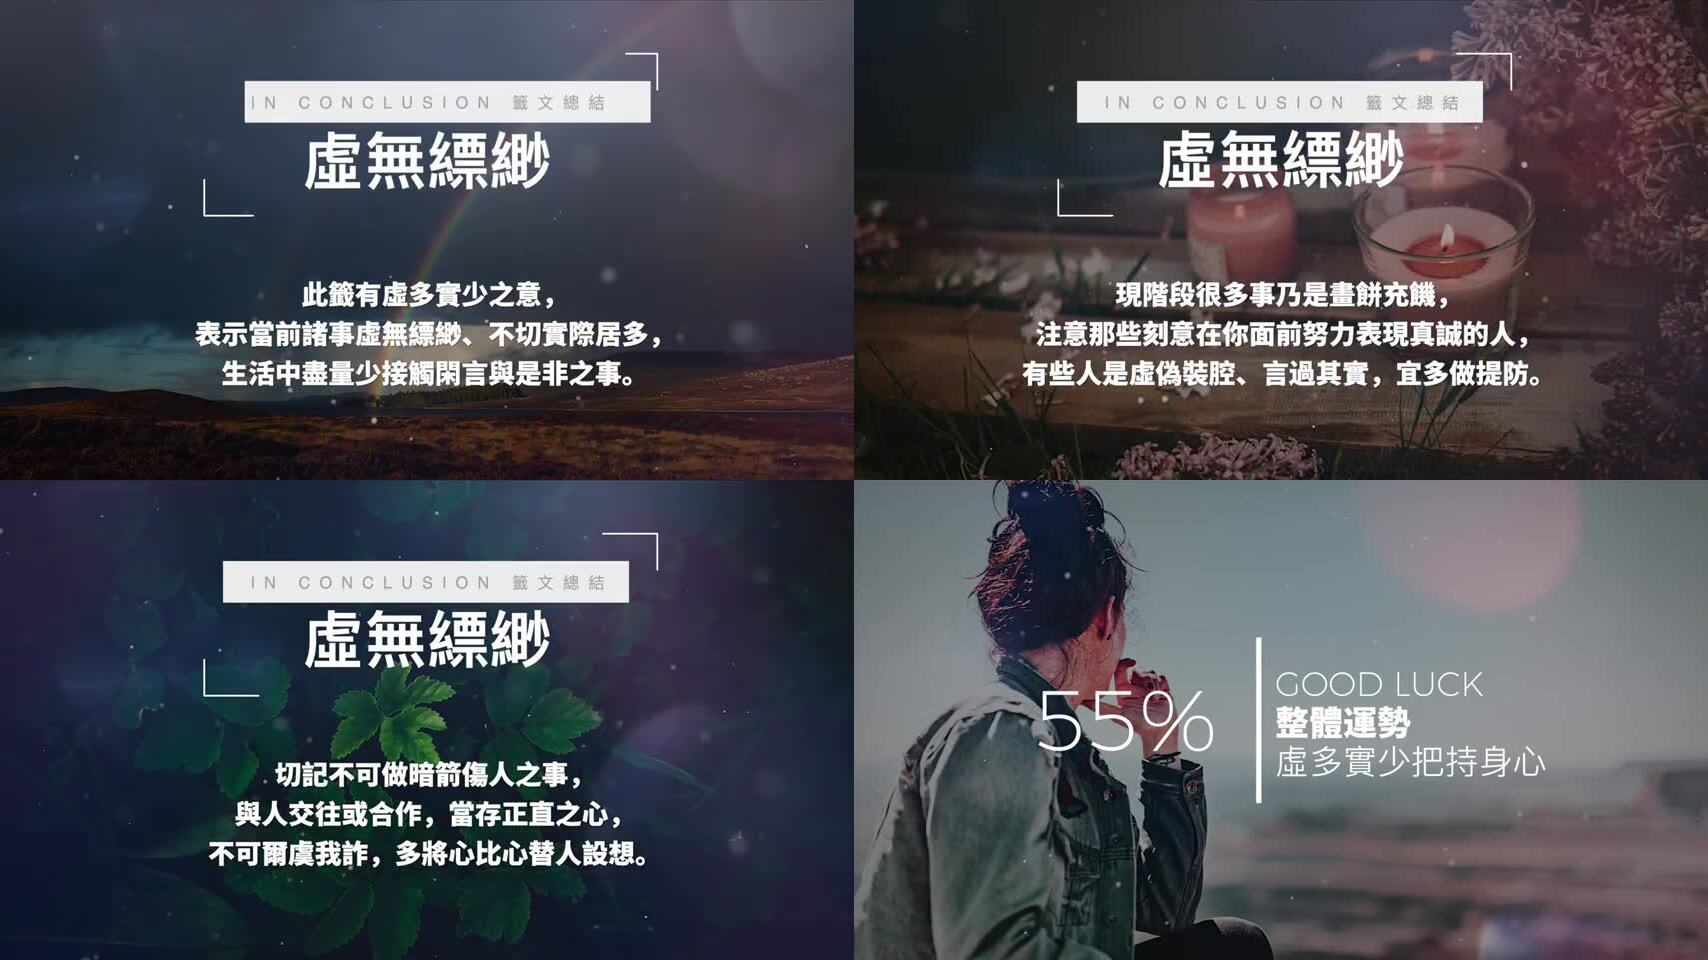 IN CONCLUSION 籤文總結
虛無縹緲
此籤有虛多實少之意，
表示當前諸事虛無縹緲、不切實際居多，
生活中盡量少接觸閑言與是非之事。
IN CONCLUSION 籤文總結
虛無縹緲
現階段很多事乃是畫餅充饑，
注意那些刻意在你面前努力表現真誠的人，
有些人是虛偽裝腔、言過其實，宜多做提防。
IN CONCLUSION 籤文總結
虛無縹緲
切記不可做暗箭傷人之事，
與人交往或合作，當存正直之心，
不可爾虞我詐，多將心比心替人設想。
55%
GOOD LUCK
整體運勢
虛多實少把持身心